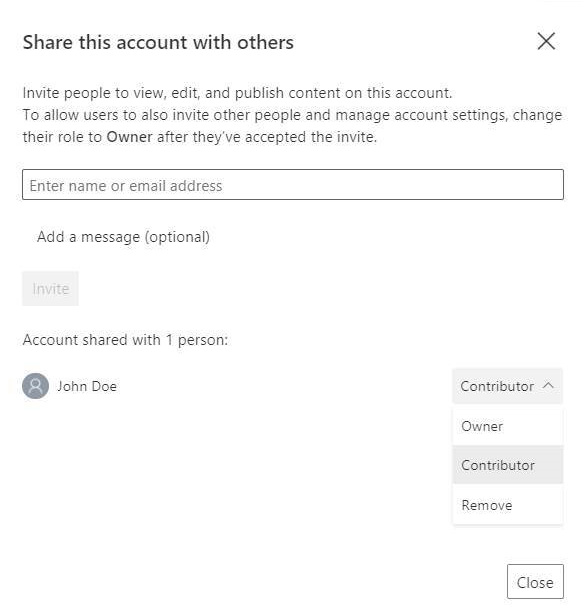 Share this account with others
Invite people to view, edit, and publish content on this account.
To allow users to also invite other people and manage account settings, change
their role to Owner after they've accepted the invite.
Enter name or email address
Add a message (optional)
Invite
Account shared with 1 person:
John Doe
Contributor
Owner
Contributor
Remove
Close